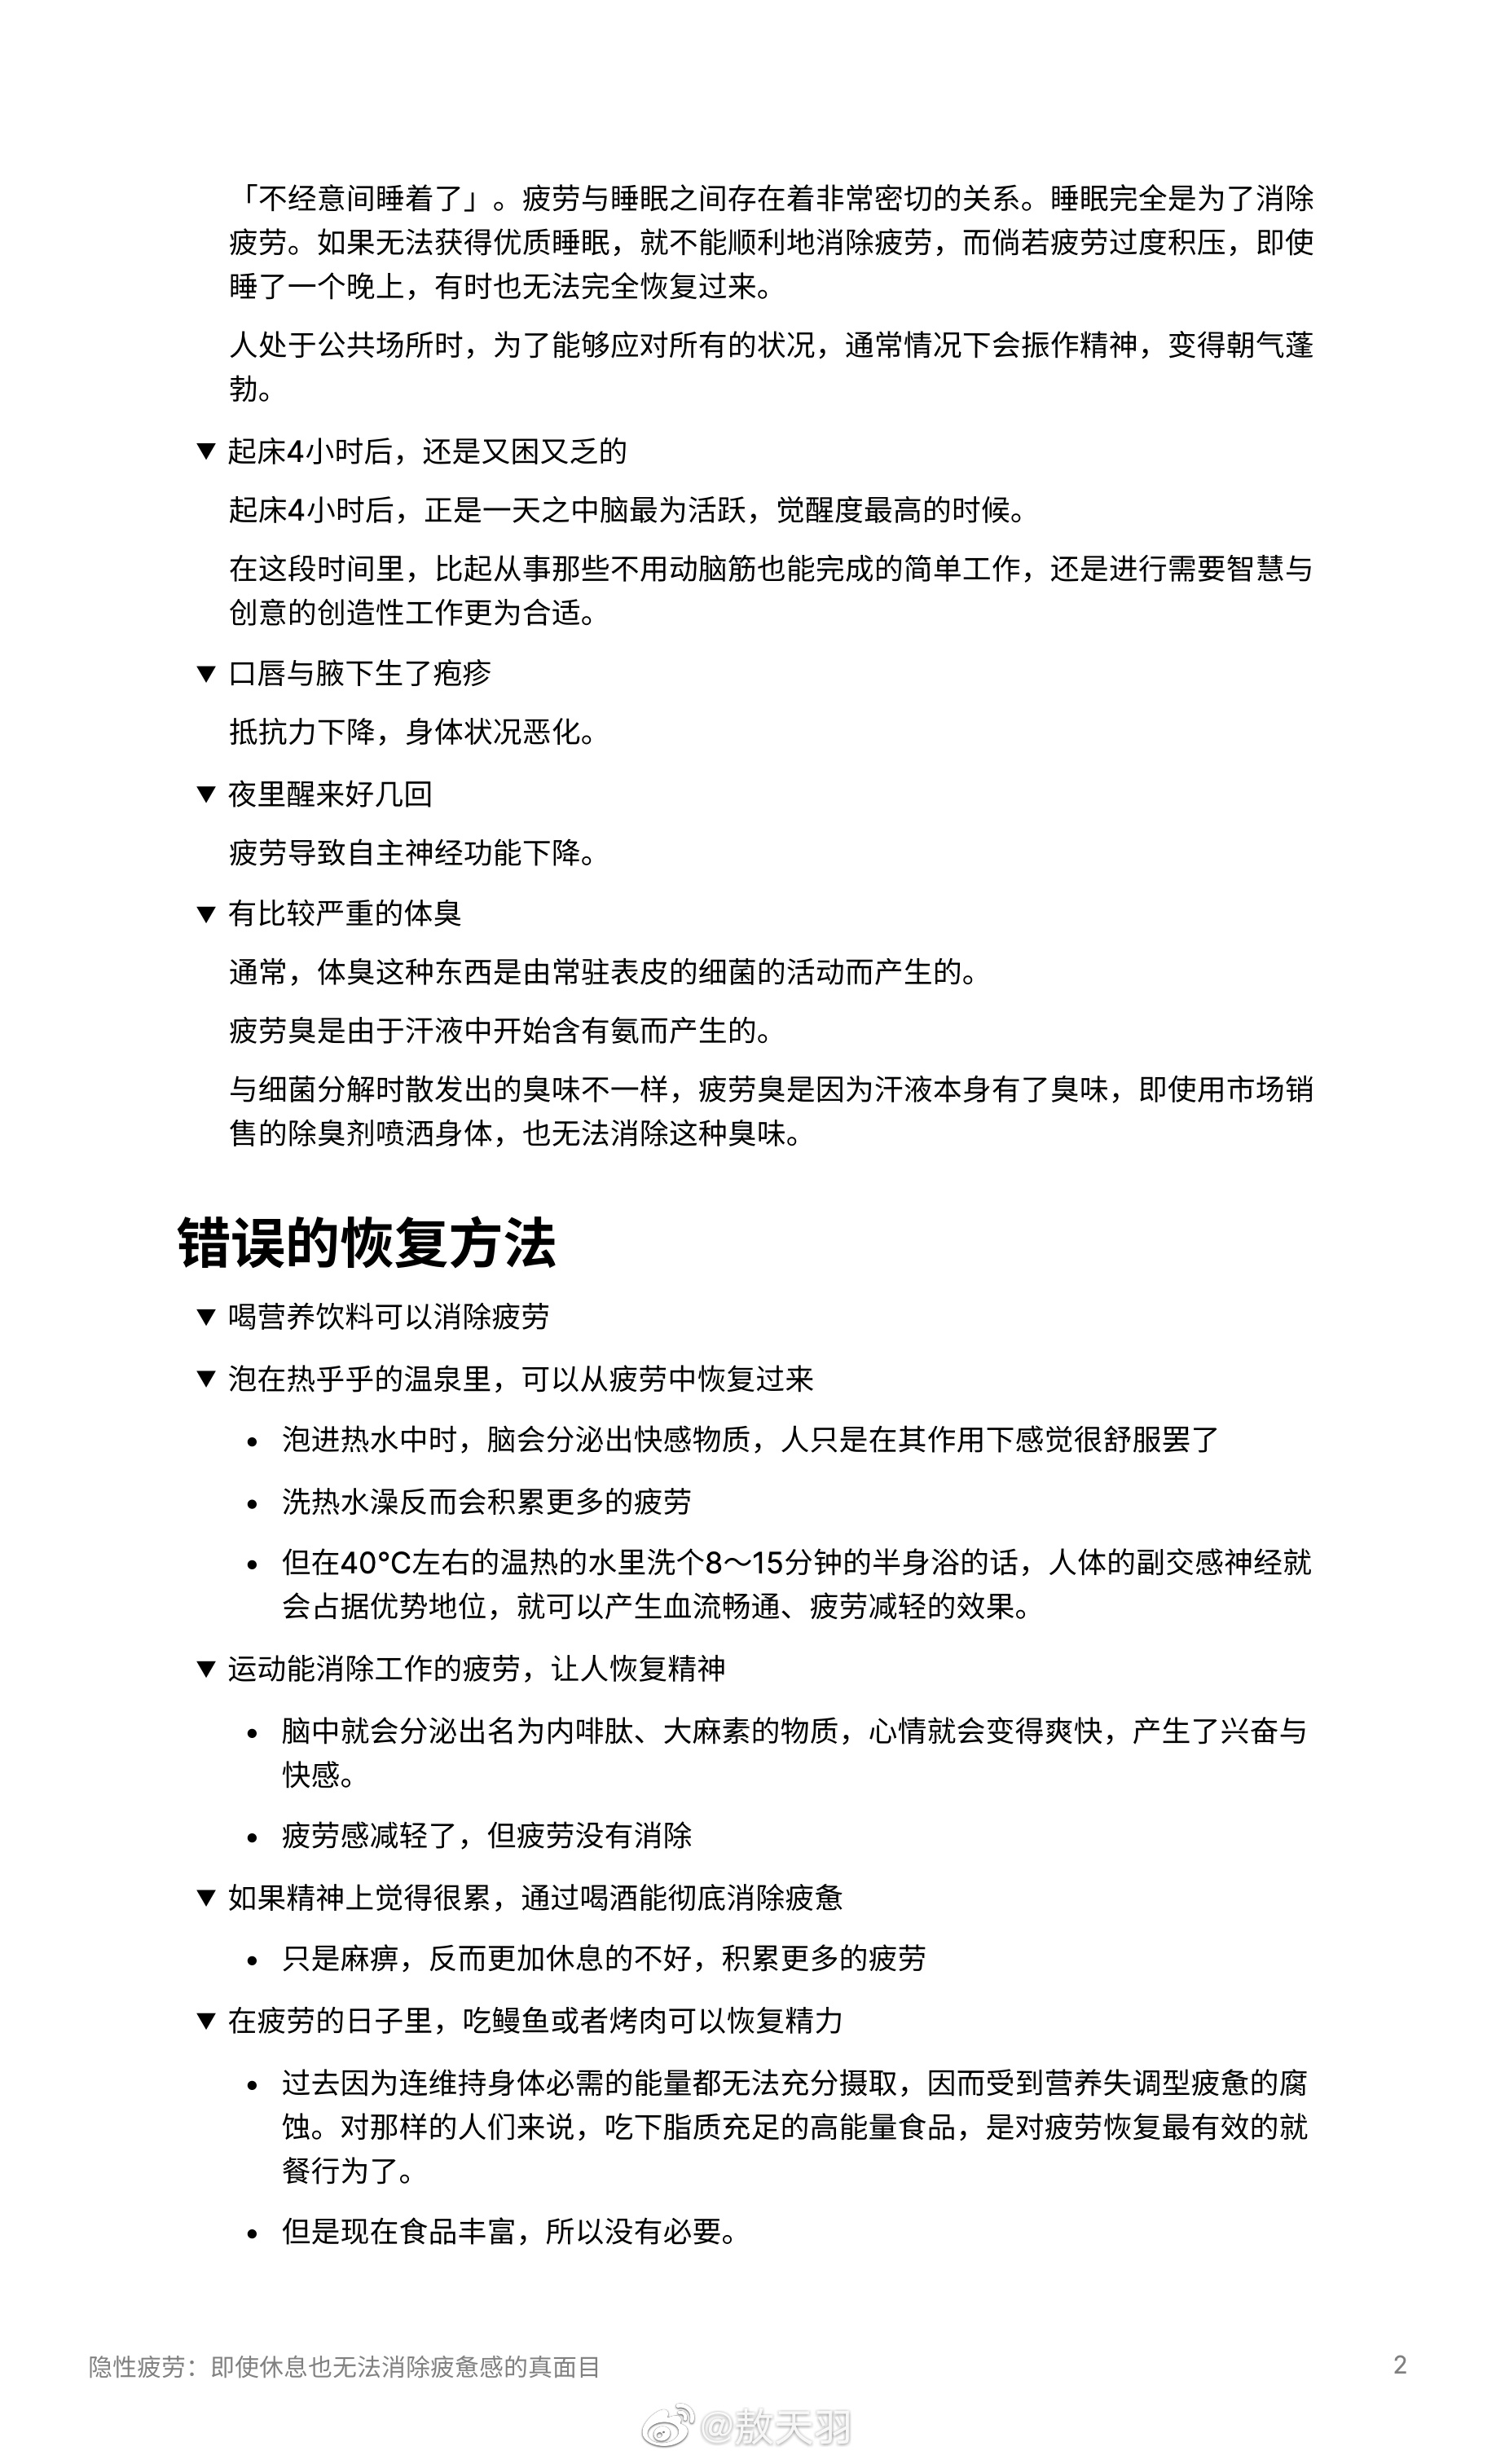 「不经意间睡着了」。疲劳与睡眠之间存在着非常密切的关系。睡眠完全是为了消除
疲劳。如果无法获得优质睡眠，就不能顺利地消除疲劳，而倘若疲劳过度积压，即使
睡了一个晚上，有时也无法完全恢复过来。
人处于公共场所时，为了能够应对所有的状况，通常情况下会振作精神，变得朝气蓬
勃。
▼ 起床4小时后，还是又困又乏的
起床4小时后，正是一天之中脑最为活跃，觉醒度最高的时候。
在这段时间里，比起从事那些不用动脑筋也能完成的简单工作，还是进行需要智慧与
创意的创造性工作更为合适。
▼ 口唇与腋下生了疱疹
抵抗力下降，身体状况恶化。
▼ 夜里醒来好几回
疲劳导致自主神经功能下降。
▼ 有比较严重的体臭
通常，体臭这种东西是由常驻表皮的细菌的活动而产生的。
疲劳臭是由于汗液中开始含有氨而产生的。
与细菌分解时散发出的臭味不一样，疲劳臭是因为汗液本身有了臭味，即使用市场销
售的除臭剂喷洒身体，也无法消除这种臭味。
错误的恢复方法
▼ 喝营养饮料可以消除疲劳
▼ 泡在热乎乎的温泉里，可以从疲劳中恢复过来
• 泡进热水中时，脑会分泌出快感物质，人只是在其作用下感觉很舒服罢了
• 洗热水澡反而会积累更多的疲劳
• 但在40°C左右的温热的水里洗个8～15分钟的半身浴的话，人体的副交感神经就
会占据优势地位，就可以产生血流畅通、疲劳减轻的效果。
▼ 运动能消除工作的疲劳，让人恢复精神
• 脑中就会分泌出名为内啡肽、大麻素的物质，心情就会变得爽快，产生了兴奋与
快感。
• 疲劳感减轻了，但疲劳没有消除
▼ 如果精神上觉得很累，通过喝酒能彻底消除疲惫
• 只是麻痹，反而更加休息的不好，积累更多的疲劳
▼ 在疲劳的日子里，吃鳗鱼或者烤肉可以恢复精力
• 过去因为连维持身体必需的能量都无法充分摄取，因而受到营养失调型疲惫的腐
蚀。对那样的人们来说，吃下脂质充足的高能量食品，是对疲劳恢复最有效的就
餐行为了。
• 但是现在食品丰富，所以没有必要。
隐性疲劳：即使休息也无法消除疲惫感的真面目
2
@敖天羽